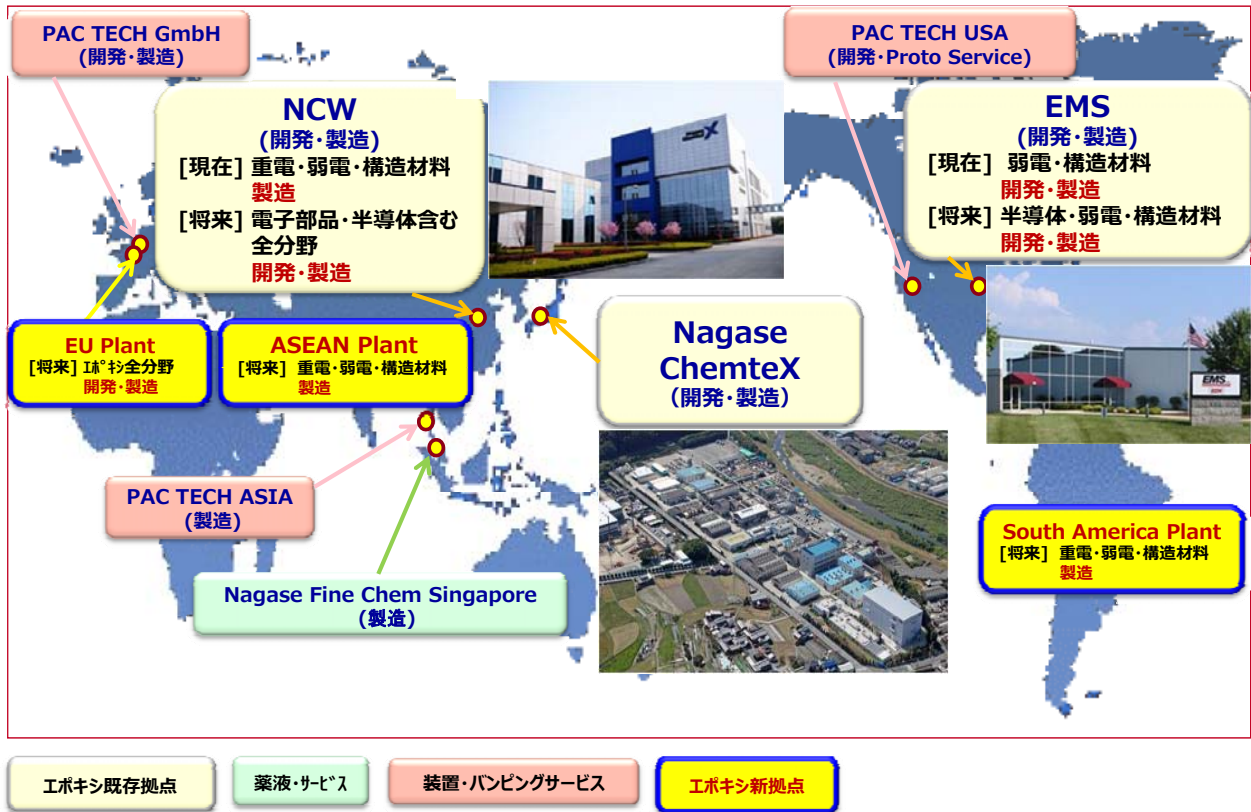 PAC TECH GmbH
(開発・製造)
PAC TECH USA
(開発・Proto Service)
NCW
(開発・製造)
[現在] 重電・弱電・構造材料
製造
[将来] 電子部品・半導体含む
全分野
開発・製造
EMS
(開発・製造)
[現在] 弱電・構造材料
開発・製造
[将来] 半導体・弱電・構造材料
開発・製造
EU Plant
[将来] ｴﾎﾟｷｼ全分野
開発・製造
ASEAN Plant
[将来] 重電・弱電・構造材料
製造
Nagase
ChemteX
(開発・製造)
EMS
PAC TECH ASIA
(製造)
South America Plant
[将来] 重電・弱電・構造材料
製造
Nagase Fine Chem Singapore
(製造)
エポキシ既存拠点
薬液・ｻｰﾋﾞｽ
装置・バンピングサービス
エポキシ新拠点